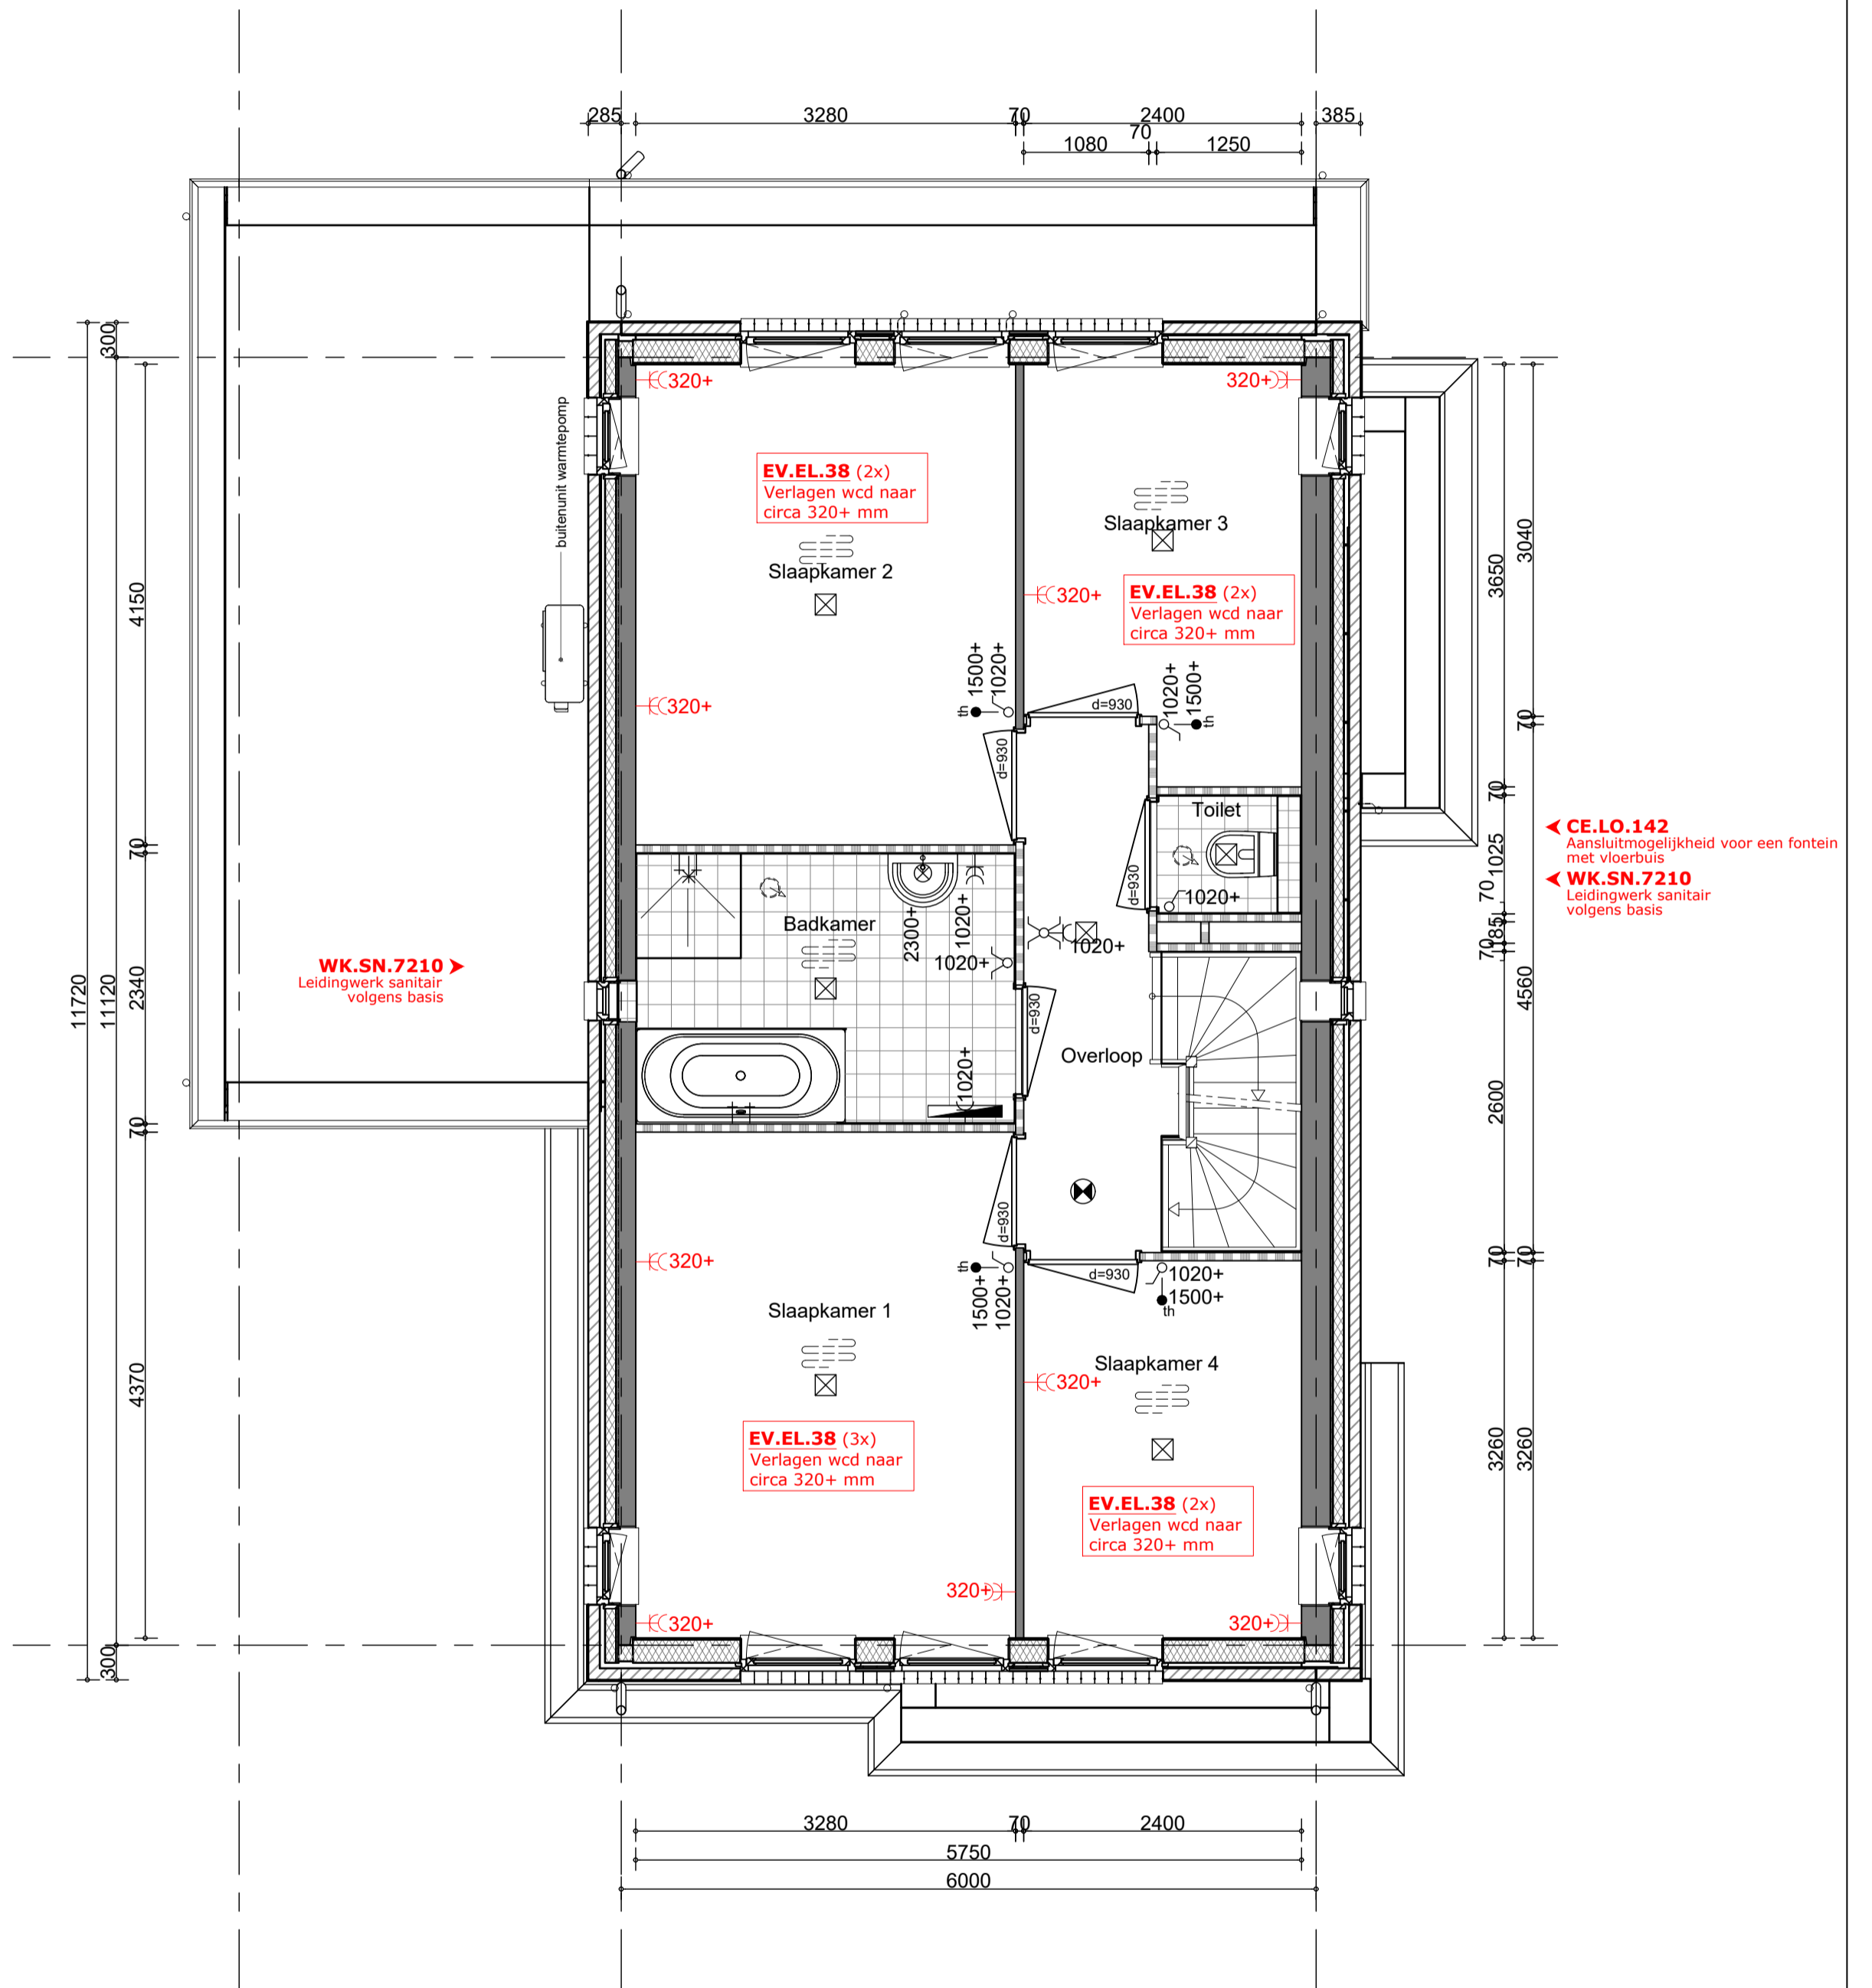 285
3280
70
2400
385
70
1080
1250
300
320+
320+
buitenunit warmtepomp
EV.EL.38 (2x)
Verlagen wcd naar
circa 320+ mm
Slaapkamer 2
Slaapkamer 3
EV.EL.38 (2x)
Verlagen wcd naar
circa 320+ mm
320+
320+
3040
3650
4150
1500+
1020+
th
1020+
1500+
th
d=930
d=930
70
70
70
Toilet
CE.LO.142
Aansluitmogelijkheid voor een fontein
met vloerbuis
WK.SN.7210
Leidingwerk sanitair
volgens basis
1025
70
185
70
d=930
1020+
Badkamer
2300+
1020+
1020+
1020+
WK.SN.7210
Leidingwerk sanitair
volgens basis
11720
11120
2340
4560
d=930
Overloop
1020+
2600
70
d=930
70
70
320+
th
1500+
1020+
d=930
1020+
1500+
th
Slaapkamer 1
Slaapkamer 4
320+
4370
EV.EL.38 (3x)
Verlagen wcd naar
circa 320+ mm
3260
3260
EV.EL.38 (2x)
Verlagen wcd naar
circa 320+ mm
320+
320+
320+
300
3280
70
2400
5750
6000